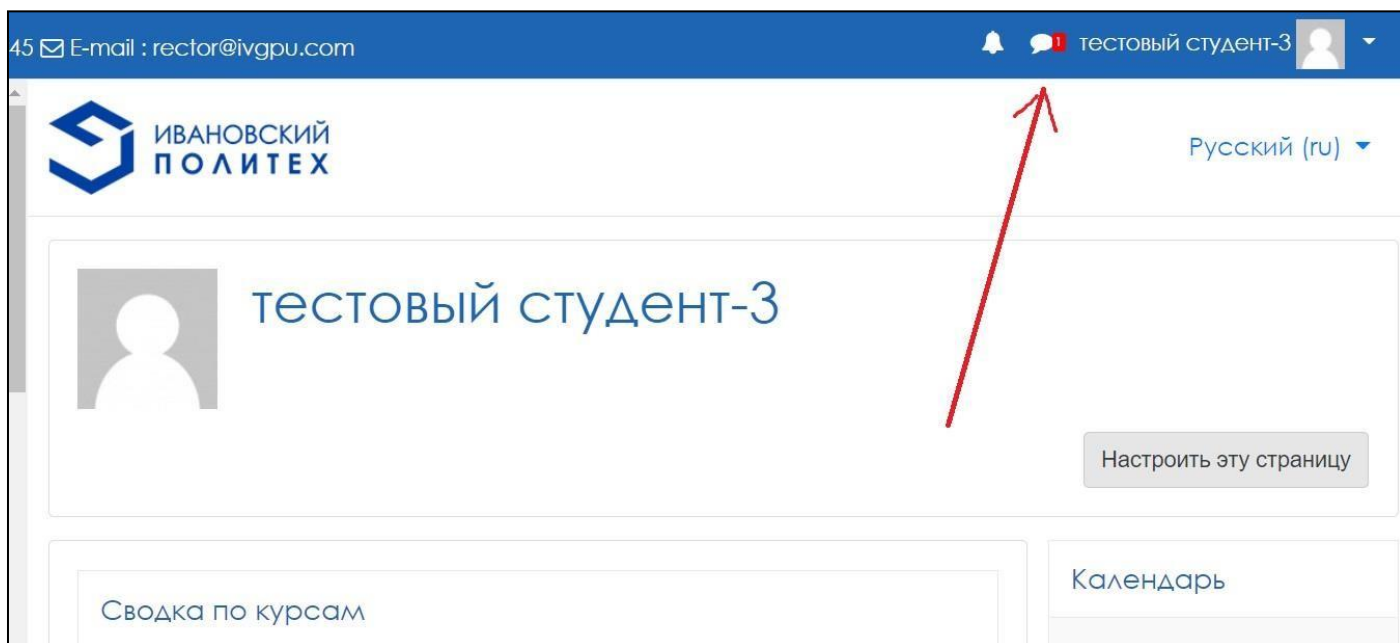 45 E-mail : rector@ivgpu.com
1 тестовый студент-3
ИВАНОВСКИЙ
ПОЛИТЕХ
Русский (ru)
тестовый студент-3
Настроить эту страницу
Сводка по курсам
Календарь